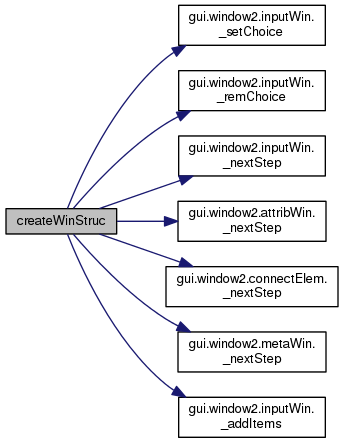 gui.window2.inputWin.
_setChoice
gui.window2.inputWin.
_remChoice
gui.window2.inputWin.
_nextStep
createWinStruc
gui.window2.attribWin.
_nextStep
gui.window2.connectElem.
_nextStep
gui.window2.metaWin.
_nextStep
gui.window2.inputWin.
_addItems